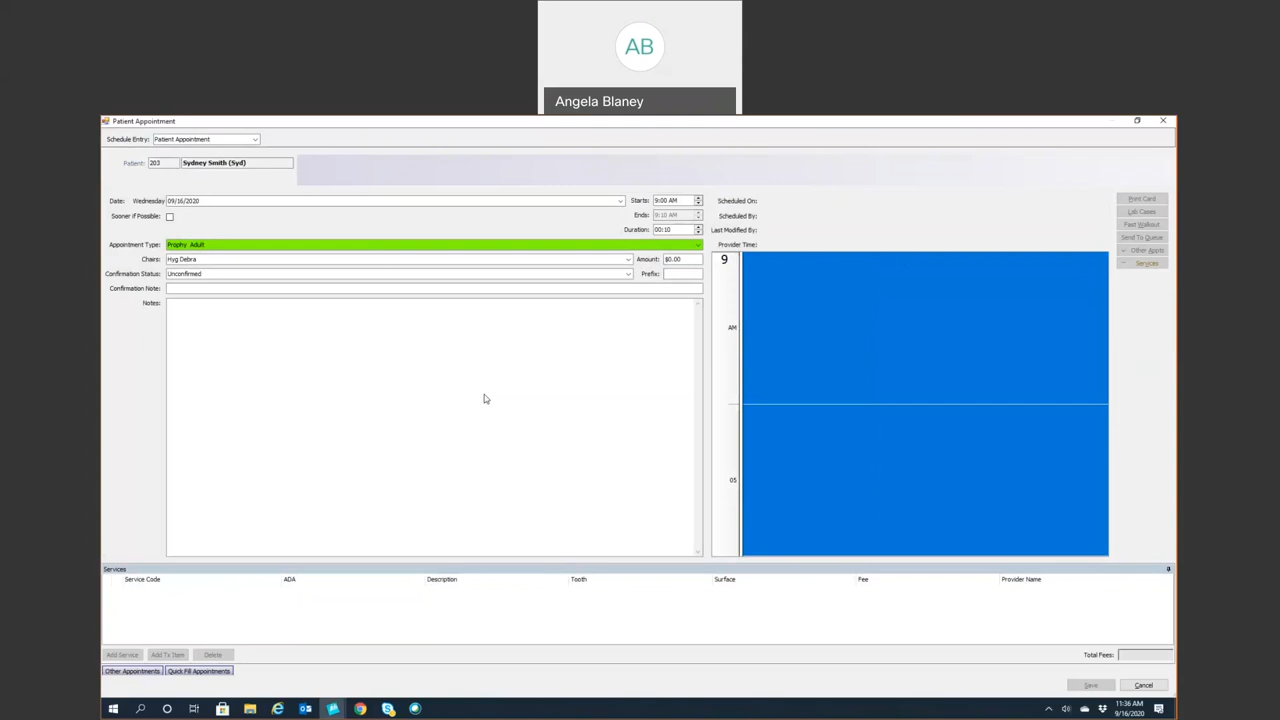 AB
Angela Blaney
Patient Appointment
Schedule Entry: Patient Appointment
Patient: 203 Sydney Smith (Syd)
Date: Wednesday 09/16/2020 Starts: 9:00 AM Scheduled On: Print Card
Sooner if Possible: Ends: 9:10 AM Scheduled By: Lab Cases
Duration: 00:10 Last Modified By: Fast Walkout
Send To Queue
Appointment Type: Prophy Adult Provider Time: Other Appts
Chairs: Hyg Debra Amount: $0.00 9 Services
Confirmation Status: Unconfirmed Prefix:
Confirmation Note:
Notes:
AM
05
Services
Service Code ADA Description Tooth Surface Fee Provider Name
Add Service Add Tx Item Delete Total Fees:
Other Appointments Quick Fill Appointments
Save Cancel
11:36 AM
9/16/2020